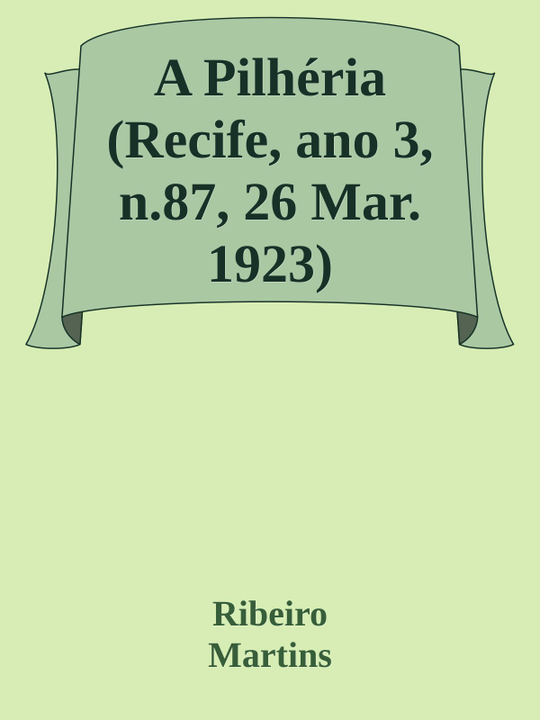 A Pilhéria
(Recife, ano 3,
n.87, 26 Mar.
1923)
Ribeiro
Martins